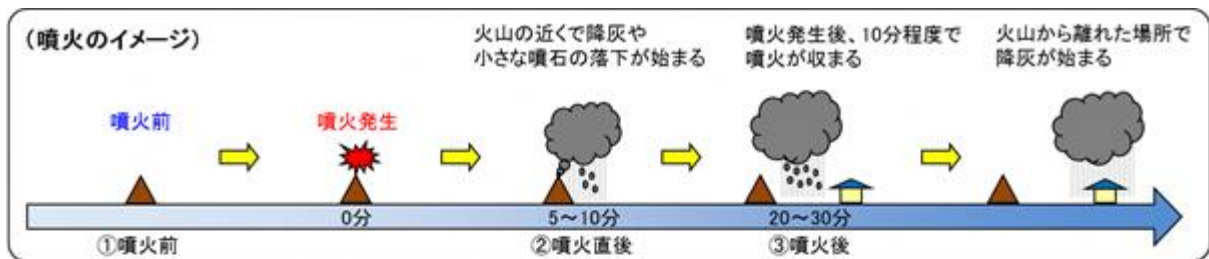 (噴火のイメージ)
火山の近くで降灰や
小さな噴石の落下が始まる
噴火発生後、10分程度で
噴火が収まる
火山から離れた場所で
降灰が始まる
噴火前
噴火発生
0分
5～10分
20～30分
①噴火前
②噴火直後
③噴火後